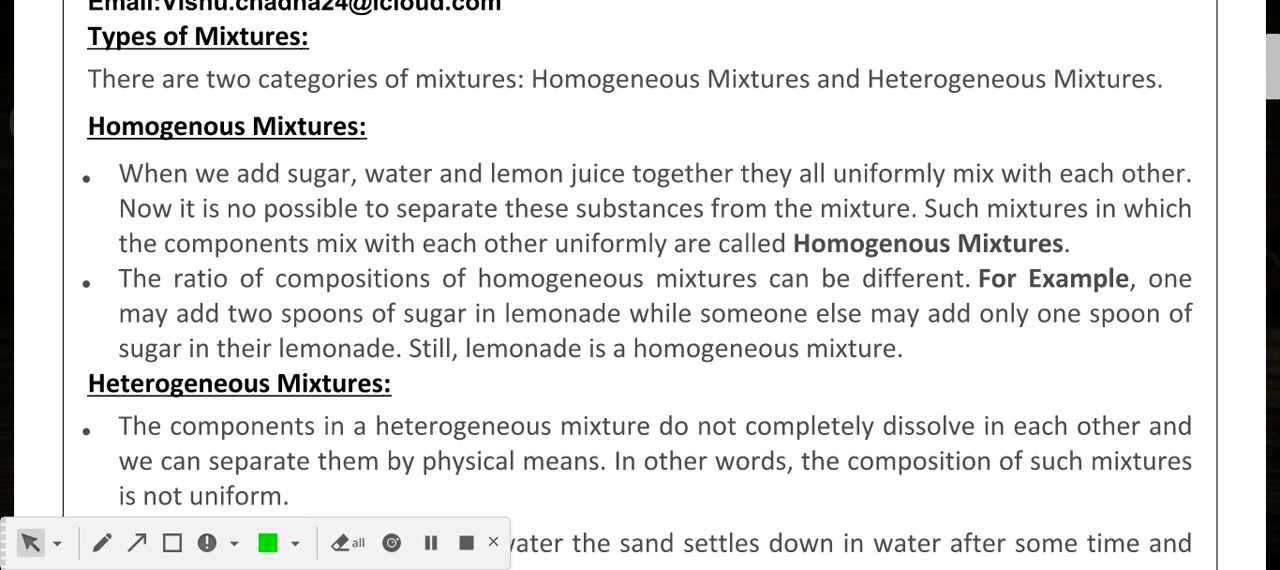 Email:Vishu.chadha24@icloud.com
Types of Mixtures:
There are two categories of mixtures: Homogeneous Mixtures and Heterogeneous Mixtures.
Homogenous Mixtures:
• When we add sugar, water and lemon juice together they all uniformly mix with each other.
Now it is no possible to separate these substances from the mixture. Such mixtures in which
the components mix with each other uniformly are called Homogenous Mixtures.
• The ratio of compositions of homogeneous mixtures can be different. For Example, one
may add two spoons of sugar in lemonade while someone else may add only one spoon of
sugar in their lemonade. Still, lemonade is a homogeneous mixture.
Heterogeneous Mixtures:
• The components in a heterogeneous mixture do not completely dissolve in each other and
we can separate them by physical means. In other words, the composition of such mixtures
is not uniform.
all
the sand settles down in water after some time and